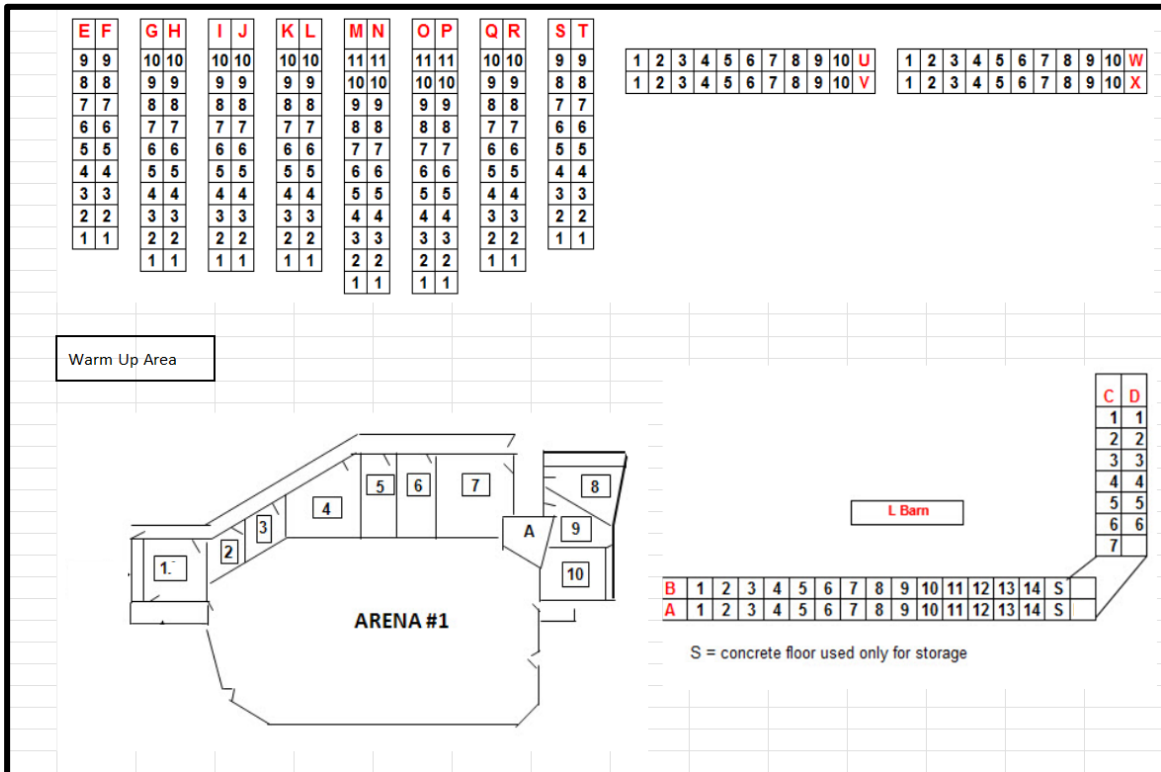 E F G H I J K L M N O P Q R S T
9 9 10 10 10 10 10 10 11 11 11 11 10 10 9 9 1 2 3 4 5 6 7 8 9 10 U 1 2 3 4 5 6 7 8 9 10 W
8 8 9 9 9 9 9 9 10 10 10 10 9 9 8 8 1 2 3 4 5 6 7 8 9 10 V 1 2 3 4 5 6 7 8 9 10 X
7 7 8 8 8 8 8 8 9 9 9 9 8 8 7 7
6 6 7 7 7 7 7 7 8 8 8 8 7 7 6 6
5 5 6 6 6 6 6 6 7 7 7 7 6 6 5 5
4 4 5 5 5 5 5 5 6 6 6 6 5 5 4 4
3 3 4 4 4 4 4 4 5 5 5 5 4 4 3 3
2 2 3 3 3 3 3 3 4 4 4 4 3 3 2 2
1 1 2 2 2 2 2 2 3 3 3 3 2 2 1 1
1 1 1 1 1 1 2 2 2 2 1 1
1 1 1 1
Warm Up Area
1.
2
3
4
5
6
7
8
A
9
10
ARENA #1
C D
1 1
2 2
3 3
4 4
5 5
6 6
7
L Barn
B 1 2 3 4 5 6 7 8 9 10 11 12 13 14 S
A 1 2 3 4 5 6 7 8 9 10 11 12 13 14 S
S = concrete floor used only for storage